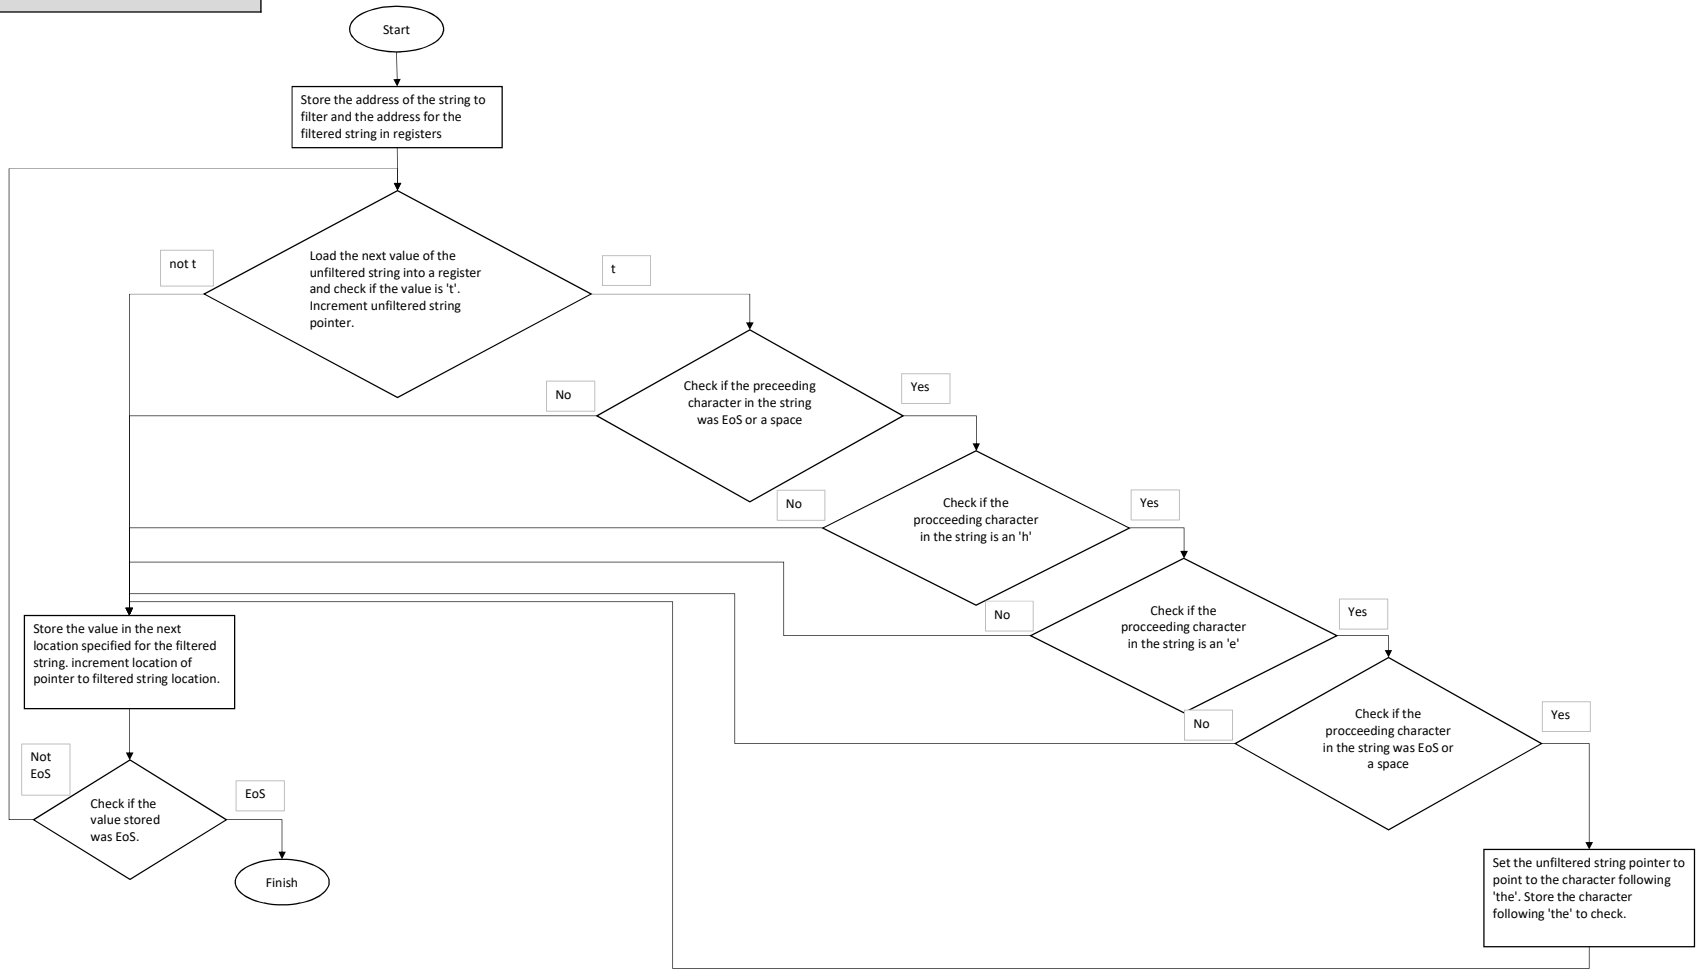 Start
Store the address of the string to
filter and the address for the
filtered string in registers
not t
Load the next value of the
unfiltered string into a register
and check if the value is 't'.
Increment unfiltered string
pointer.
t
No
Check if the preceeding
character in the string
was EoS or a space
Yes
No
Check if the
procceeding character
in the string is an 'h'
Yes
No
Check if the
procceeding character
in the string is an 'e'
Yes
Store the value in the next
location specified for the filtered
string. increment location of
pointer to filtered string location.
No
Check if the
procceeding character
in the string was EoS or
a space
Yes
Not
EoS
Check if the
value stored
was EoS.
EoS
Finish
Set the unfiltered string pointer to
point to the character following
'the'. Store the character
following 'the' to check.